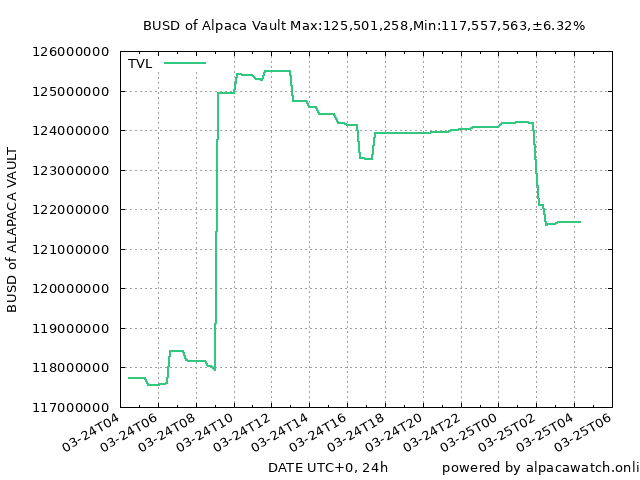 BUSD of Alpaca Vault Max:125,501,258,Min:117,557,563,±6.32%
TVL
126000000
125000000
124000000
123000000
122000000
121000000
120000000
119000000
118000000
117000000
BUSD of ALAPACA VAULT
03-24T04
03-24T06
03-24T08
03-24T10
03-24T12
03-24T14
03-24T16
03-24T18
03-24T20
03-24T22
03-25T00
03-25T02
03-25T04
03-25T06
DATE UTC+0, 24h
powered by alpacawatch.onli